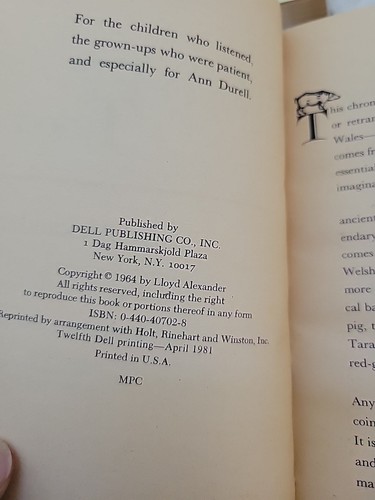 For the children who listened,
the grown-ups who were patient,
and especially for Ann Durell.
Published by
DELL PUBLISHING CO., INC.
1 Dag Hammarskjold Plaza
New York, N.Y. 10017
Copyright © 1964 by Lloyd Alexander
All rights reserved, including the right
to reproduce this book or portions thereof in any form
ISBN: 0-440-40702-8
Reprinted by arrangement with Holt, Rinehart and Winston, Inc.
Twelfth Dell printing—April 1981
Printed in U.S.A.
MPC
This chron
or retran
Wales—
comes fr
essential
imagina
ancient
endary
comes
Welsh
more
cal ba
pig, t
Tara
red-g
Any
coin
It is
and
ma